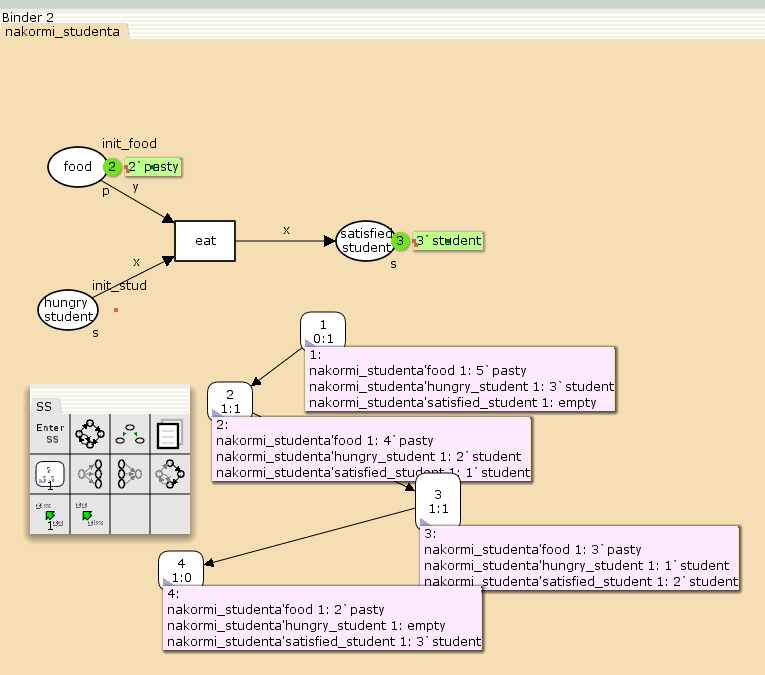 Binder 2
nakormi_studenta
init_food
food
2
2`pasty
p
y
eat
x
satisfied
student
3
3`student
s
x
init_stud
hungry
student
s
1
0:1
1:
nakormi_studenta'food 1: 5`pasty
nakormi_studenta'hungry_student 1: 3`student
nakormi_studenta'satisfied_student 1: empty
2
1:1
2:
nakormi_studenta'food 1: 4`pasty
nakormi_studenta'hungry_student 1: 2`student
nakormi_studenta'satisfied_student 1: 1`student
3
1:1
3:
nakormi_studenta'food 1: 3`pasty
nakormi_studenta'hungry_student 1: 1`student
nakormi_studenta'satisfied_student 1: 2`student
4
1:0
4:
nakormi_studenta'food 1: 2`pasty
nakormi_studenta'hungry_student 1: empty
nakormi_studenta'satisfied_student 1: 3`student
SS
Enter
SS
1
1